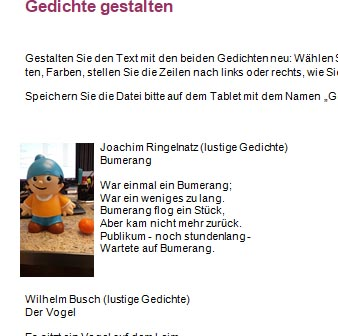 Gedichte gestalten
Gestalten Sie den Text mit den beiden Gedichten neu: Wählen
ten, Farben, stellen Sie die Zeilen nach links oder rechts, wie
Speichern Sie die Datei bitte auf dem Tablet mit dem Namen „G
Joachim Ringelnatz (lustige Gedichte)
Bumerang
War einmal ein Bumerang;
War ein weniges zu lang.
Bumerang flog ein Stück,
Aber kam nicht mehr zurück.
Publikum - noch stundenlang-
Wartete auf Bumerang.
Wilhelm Busch (lustige Gedichte)
Der Vogel
Es sitzt ein Vogel auf dem Leim